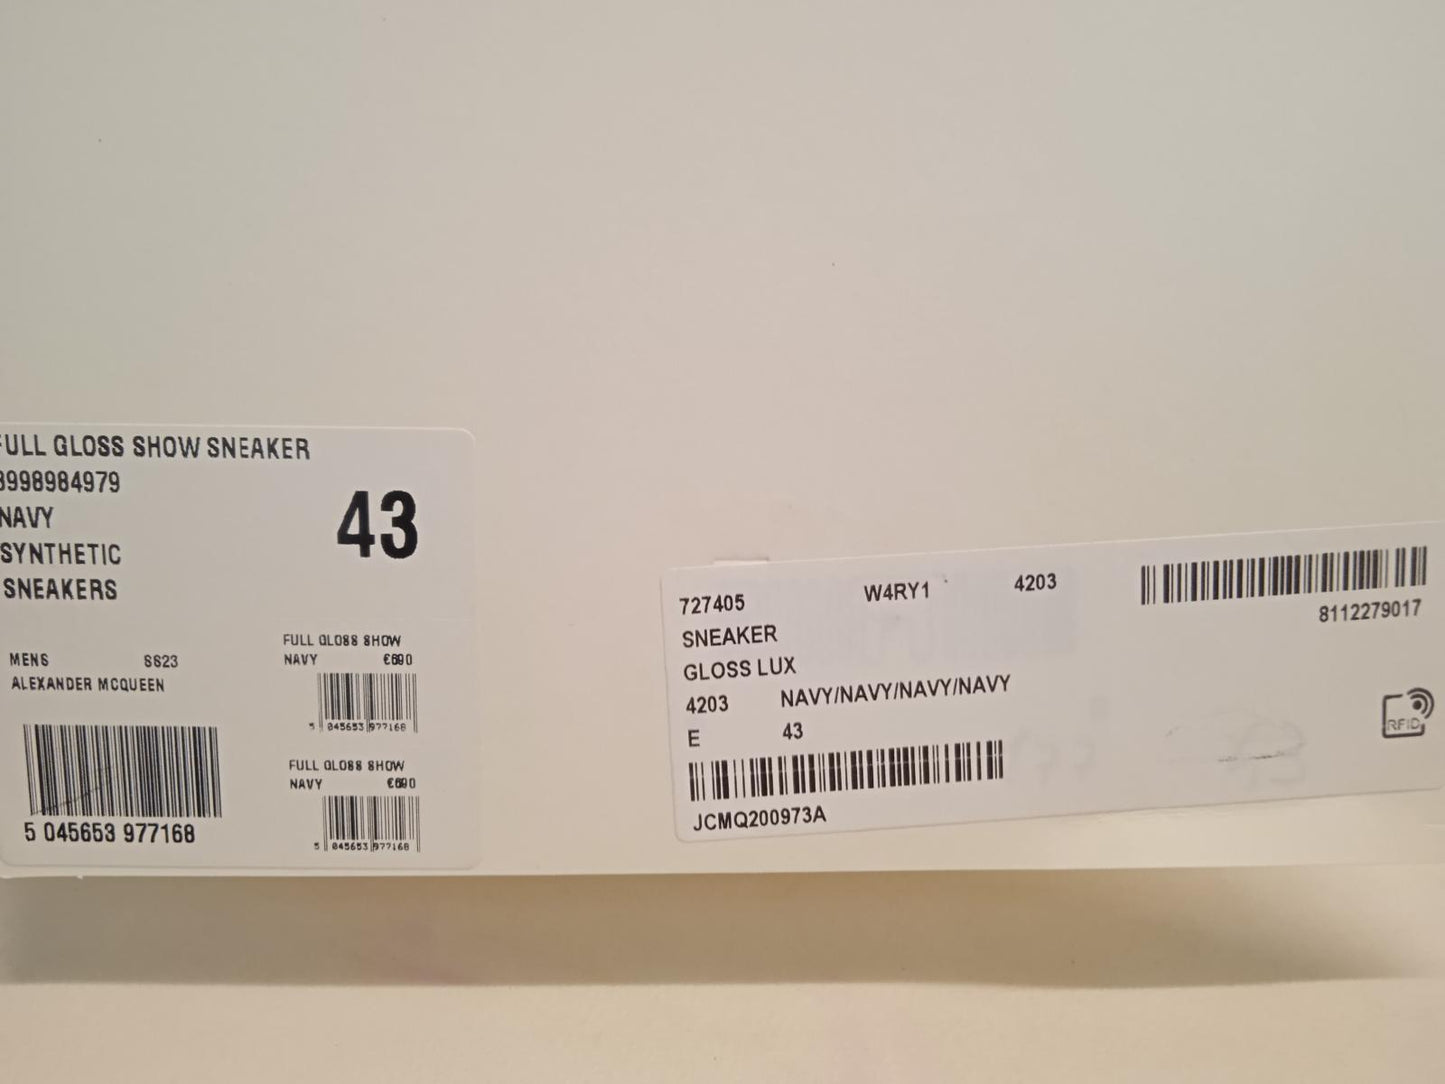 FULL GLOSS SHOW SNEAKER
8998984979
NAVY
SYNTHETIC
SNEAKERS
43
MENS SS23
ALEXANDER MCQUEEN
5 045653 977168
FULL GLOSS SHOW
NAVY €690
5 045653 977168
FULL GLOSS SHOW
NAVY €690
5 045653 977168
727405 W4RY1 4203
SNEAKER
GLOSS LUX
4203 NAVY/NAVY/NAVY/NAVY
E 43
JCMQ200973A
8112279017
RFID